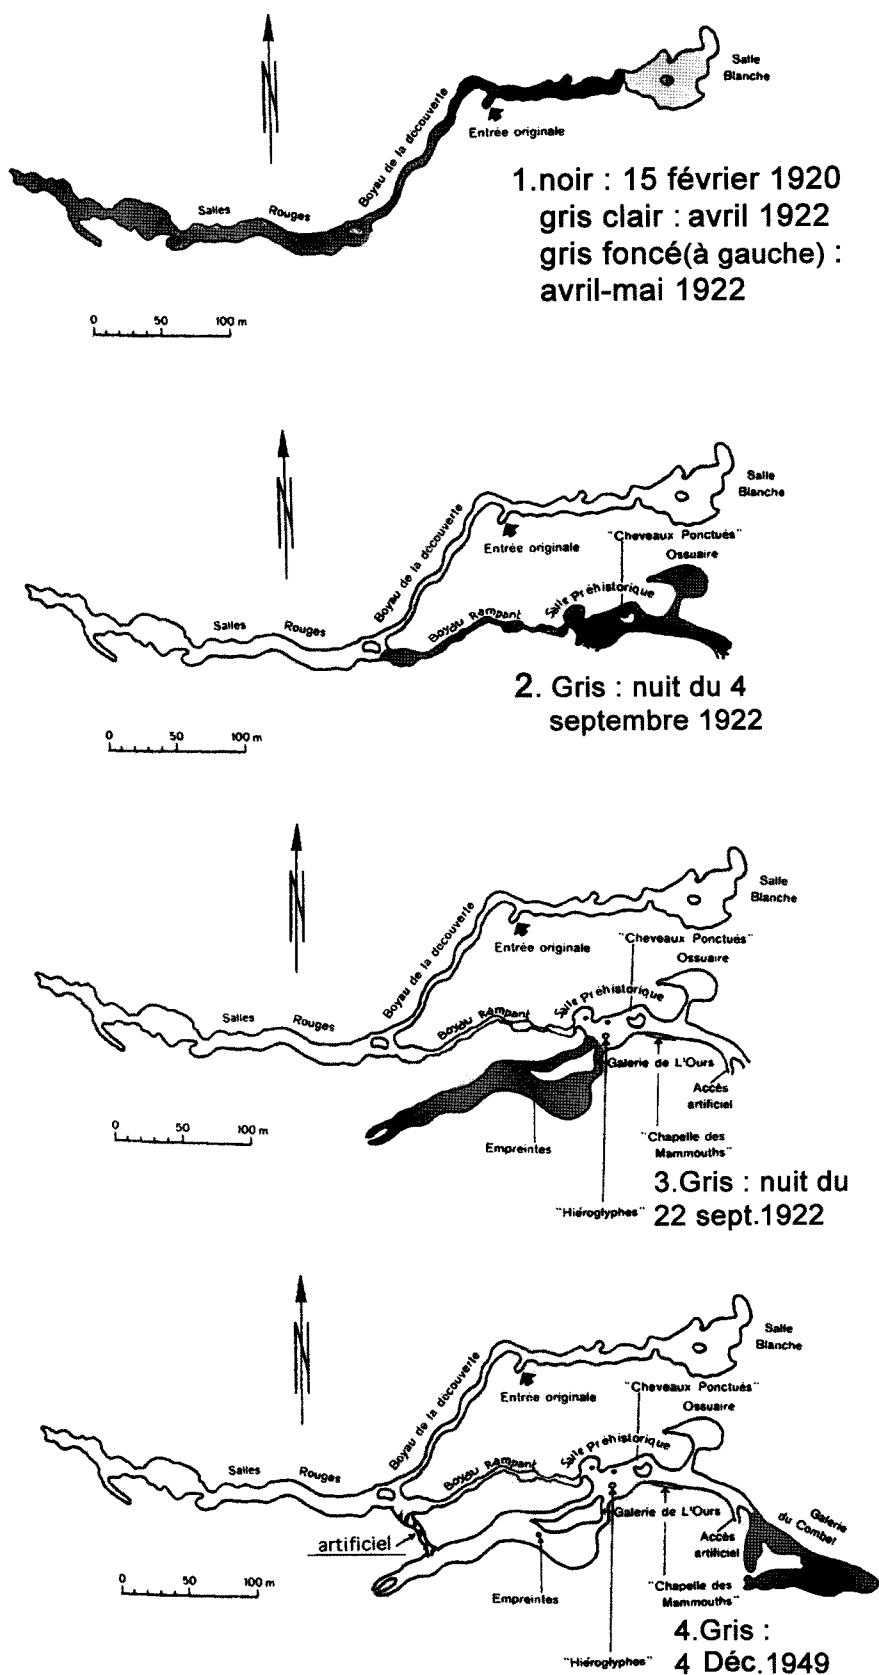 N
Salle
Blanche
Boyau de la découverte
Entrée originale
1.noir : 15 février 1920
gris clair : avril 1922
gris foncé(à gauche) :
avril-mai 1922
Salles Rouges
0 50 100 m
N
Salle
Blanche
Boyau de la découverte
Entrée originale
"Cheveaux Ponctués"
Ossuaire
Salle Préhistorique
Boyau Rampant
Salles Rouges
2. Gris : nuit du 4
septembre 1922
0 50 100 m
N
Salle
Blanche
Boyau de la découverte
Entrée originale
"Cheveaux Ponctués"
Ossuaire
Salle Préhistorique
Boyau Rampant
Salles Rouges
Galerie de L'Ours
Accès
artificiel
0 50 100 m
Empreintes
"Chapelle des
Mammouths"
3.Gris : nuit du
22 sept.1922
"Hiéroglyphes"
N
Salle
Blanche
Boyau de la découverte
Entrée originale
"Cheveaux Ponctués"
Ossuaire
Salle Préhistorique
Boyau Rampant
Salles Rouges
Galerie de L'Ours
Galerie
du Combel
artificiel
Accès
artificiel
0 50 100 m
Empreintes
"Chapelle des
Mammouths"
4.Gris :
4 Déc.1949
"Hiéroglyphes"